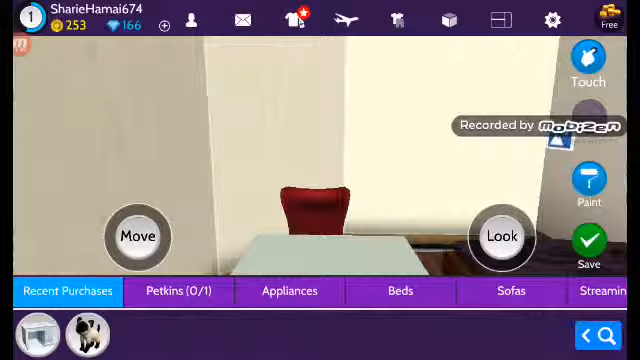 1
SharieHamai674
253
166
Free
Touch
Recorded by MOBIZEN
Paint
Move
Look
Save
Recent Purchases
Petkins (0/1)
Appliances
Beds
Sofas
Streamin